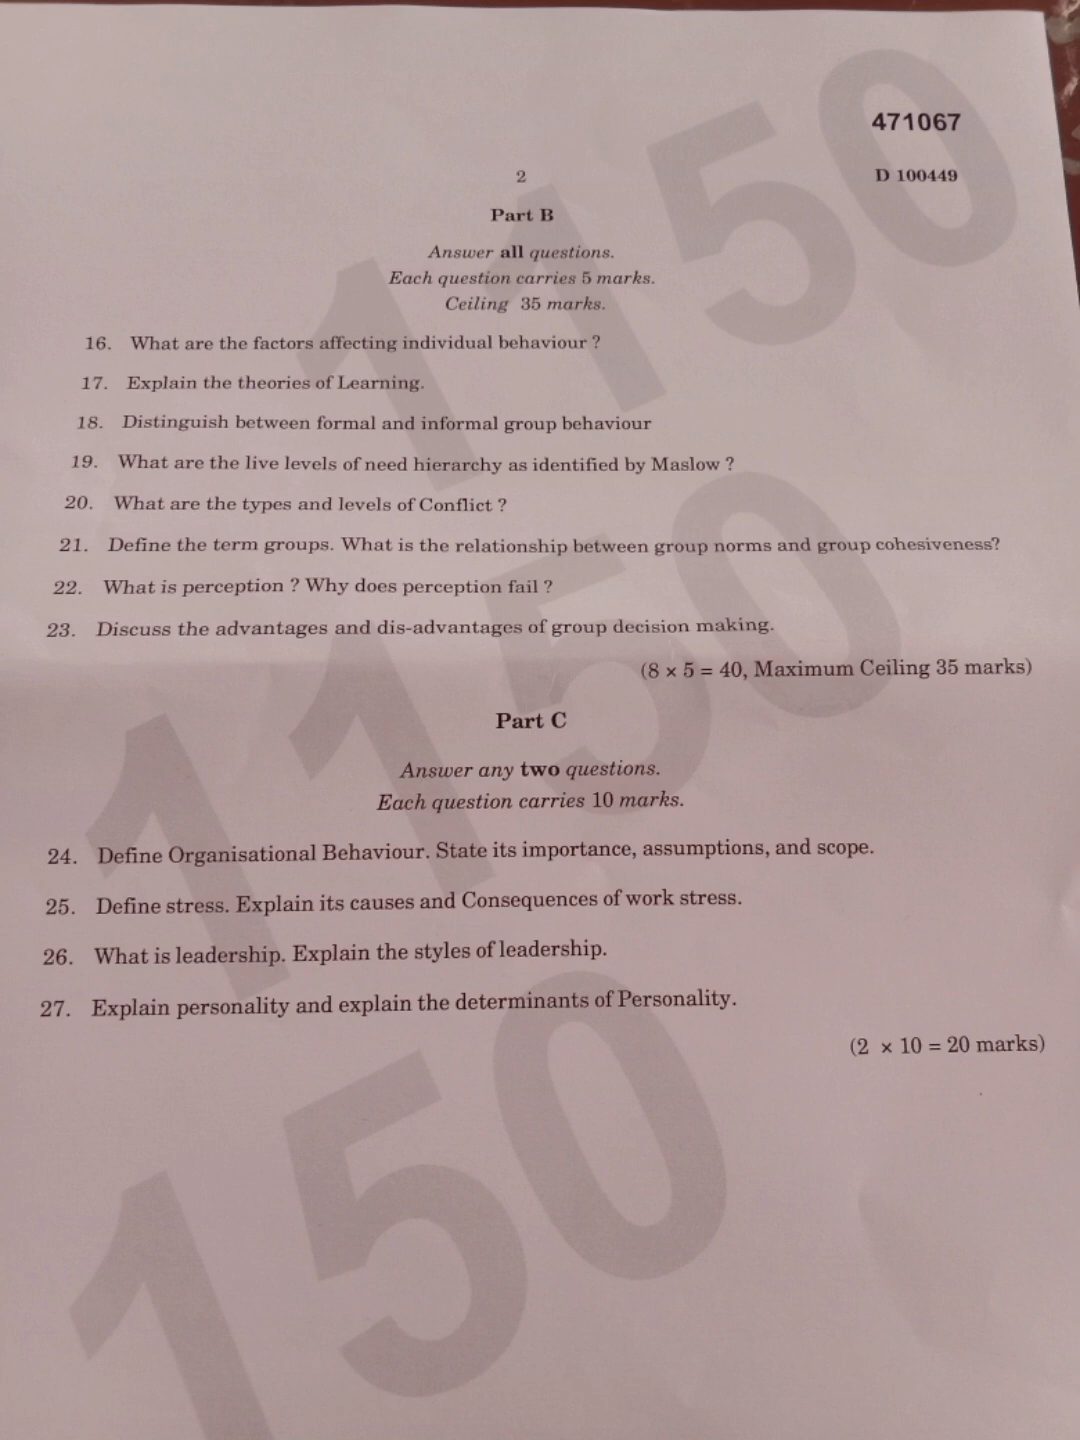 471067
2
D 100449
Part B
Answer all questions.
Each question carries 5 marks.
Ceiling 35 marks.
16. What are the factors affecting individual behaviour ?
17. Explain the theories of Learning.
18. Distinguish between formal and informal group behaviour
19. What are the live levels of need hierarchy as identified by Maslow ?
20. What are the types and levels of Conflict ?
21. Define the term groups. What is the relationship between group norms and group cohesiveness?
22. What is perception ? Why does perception fail ?
23. Discuss the advantages and dis-advantages of group decision making.
(8 × 5 = 40, Maximum Ceiling 35 marks)
Part C
Answer any two questions.
Each question carries 10 marks.
24. Define Organisational Behaviour. State its importance, assumptions, and scope.
25. Define stress. Explain its causes and Consequences of work stress.
26. What is leadership. Explain the styles of leadership.
27. Explain personality and explain the determinants of Personality.
(2 × 10 = 20 marks)
1150
1150
150